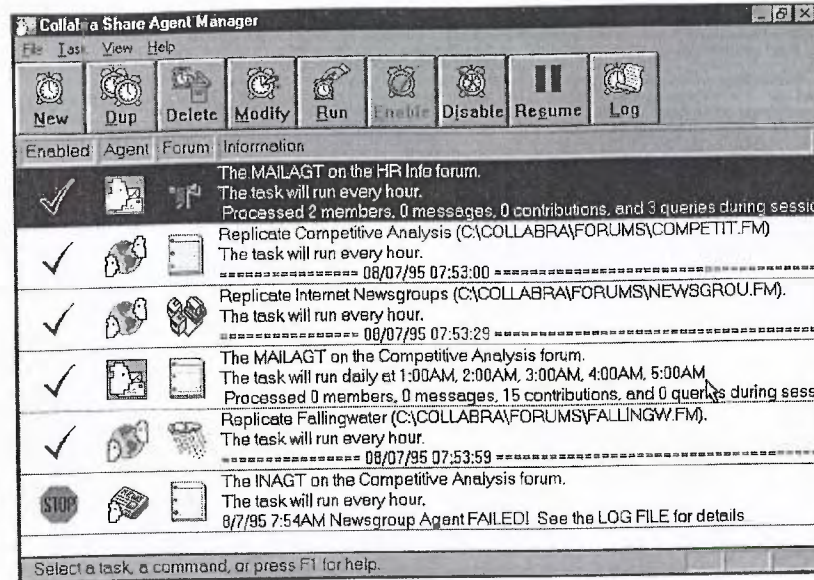 Collabra Share Agent Manager
File Task View Help
New Dup Delete Modify Run Enable Disable Resume Log
Enabled Agent Forum Information
The MAILAGT on the HR Info forum.
The task will run every hour.
Processed 2 members, 0 messages, 0 contributions, and 3 queries during sessio
Replicate Competitive Analysis (C:\COLLABRA\FORUMS\COMPETIT.FM)
The task will run every hour.
================ 08/07/95 07:53:00 ================================
Replicate Internet Newsgroups (C:\COLLABRA\FORUMS\NEWSGROU.FM).
The task will run every hour.
================ 08/07/95 07:53:29 ================================
The MAILAGT on the Competitive Analysis forum.
The task will run daily at 1:00AM, 2:00AM, 3:00AM, 4:00AM, 5:00AM
Processed 0 members, 0 messages, 15 contributions, and 0 queries during sess
Replicate Fallingwater (C:\COLLABRA\FORUMS\FALLINGW.FM).
The task will run every hour.
================ 08/07/95 07:53:59 ================================
STOP
The INAGT on the Competitive Analysis forum.
The task will run every hour.
8/7/95 7:54AM Newsgroup Agent FAILED! See the LOG FILE for details
Select a task, a command, or press F1 for help.